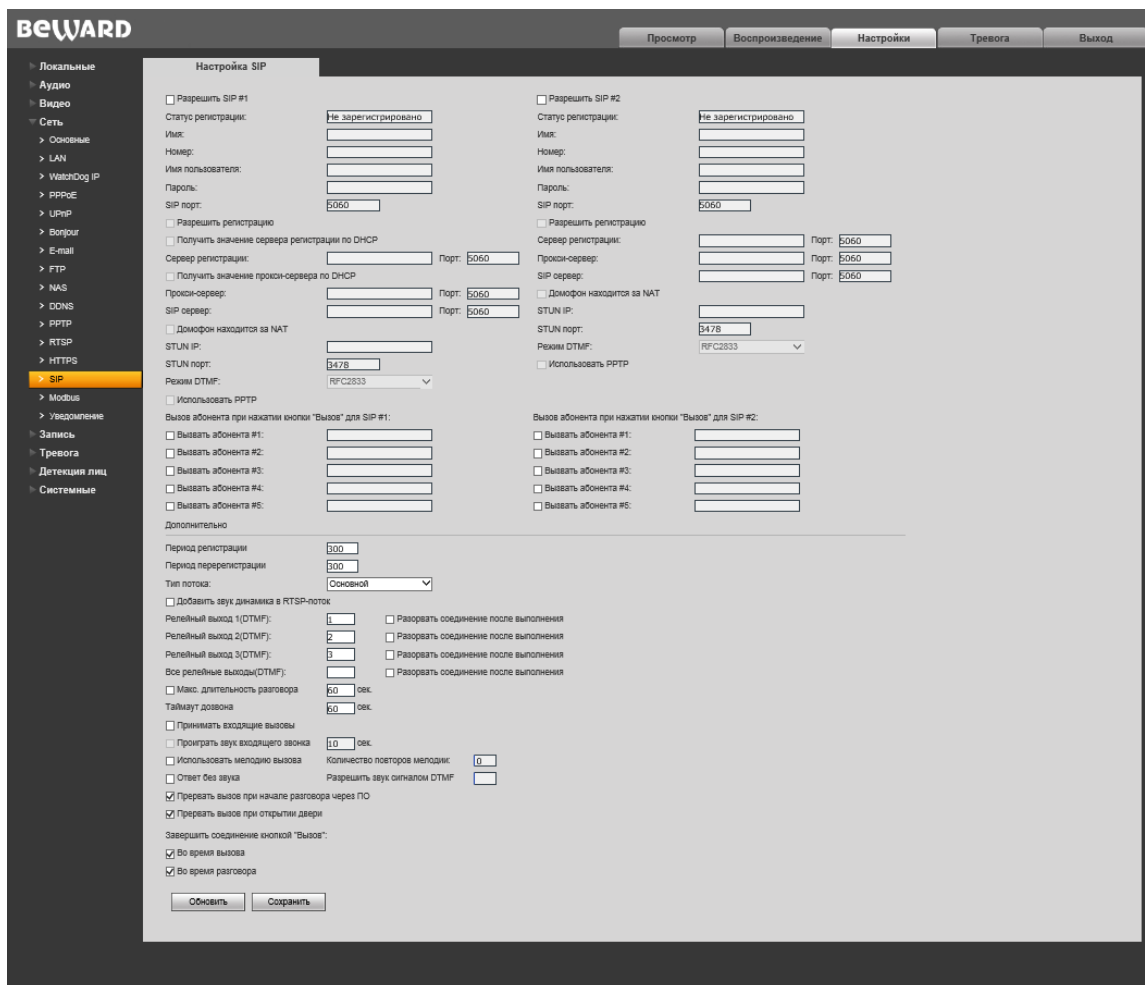 BEWARD
Просмотр
Воспроизведение
Настройки
Тревога
Выход
Локальные
Аудио
Видео
Сеть
> Основные
> LAN
> WatchDog IP
> PPPoE
> UPnP
> Bonjour
> E-mail
> FTP
> NAS
> DDNS
> PPTP
> RTSP
> HTTPS
> SIP
> Modbus
> Уведомление
Запись
Тревога
Детекция лиц
Системные
Настройка SIP
Разрешить SIP #1
Статус регистрации: Не зарегистрировано
Имя:
Номер:
Имя пользователя:
Пароль:
SIP порт: 5060
Разрешить регистрацию
Получить значение сервера регистрации по DHCP
Сервер регистрации: Порт: 5060
Получить значение прокси-сервера по DHCP
Прокси-сервер: Порт: 5060
SIP сервер: Порт: 5060
Домофон находится за NAT
STUN IP:
STUN порт: 3478
Режим DTMF: RFC2833
Использовать PPTP
Разрешить SIP #2
Статус регистрации: Не зарегистрировано
Имя:
Номер:
Имя пользователя:
Пароль:
SIP порт: 5060
Разрешить регистрацию
Сервер регистрации: Порт: 5060
Прокси-сервер: Порт: 5060
SIP сервер: Порт: 5060
Домофон находится за NAT
STUN IP:
STUN порт: 3478
Режим DTMF: RFC2833
Использовать PPTP
Вызов абонента при нажатии кнопки "Вызов" для SIP #1:
Вызвать абонента #1:
Вызвать абонента #2:
Вызвать абонента #3:
Вызвать абонента #4:
Вызвать абонента #5:
Вызов абонента при нажатии кнопки "Вызов" для SIP #2:
Вызвать абонента #1:
Вызвать абонента #2:
Вызвать абонента #3:
Вызвать абонента #4:
Вызвать абонента #5:
Дополнительно
Период регистрации 300
Период перерегистрации 300
Тип потока: Основной
Добавить звук динамика в RTSP-поток
Релейный выход 1(DTMF): 1 Разорвать соединение после выполнения
Релейный выход 2(DTMF): 2 Разорвать соединение после выполнения
Релейный выход 3(DTMF): 3 Разорвать соединение после выполнения
Все релейные выходы(DTMF): Разорвать соединение после выполнения
Макс. длительность разговора 60 сек.
Таймаут дозвона 60 сек.
Принимать входящие вызовы
Проиграть звук входящего звонка 10 сек.
Использовать мелодию вызова Количество повторов мелодии: 0
Ответ без звука Разрешить звук сигналом DTMF
Прервать вызов при начале разговора через ПО
Прервать вызов при открытии двери
Завершить соединение кнопкой "Вызов":
Во время вызова
Во время разговора
Обновить
Сохранить